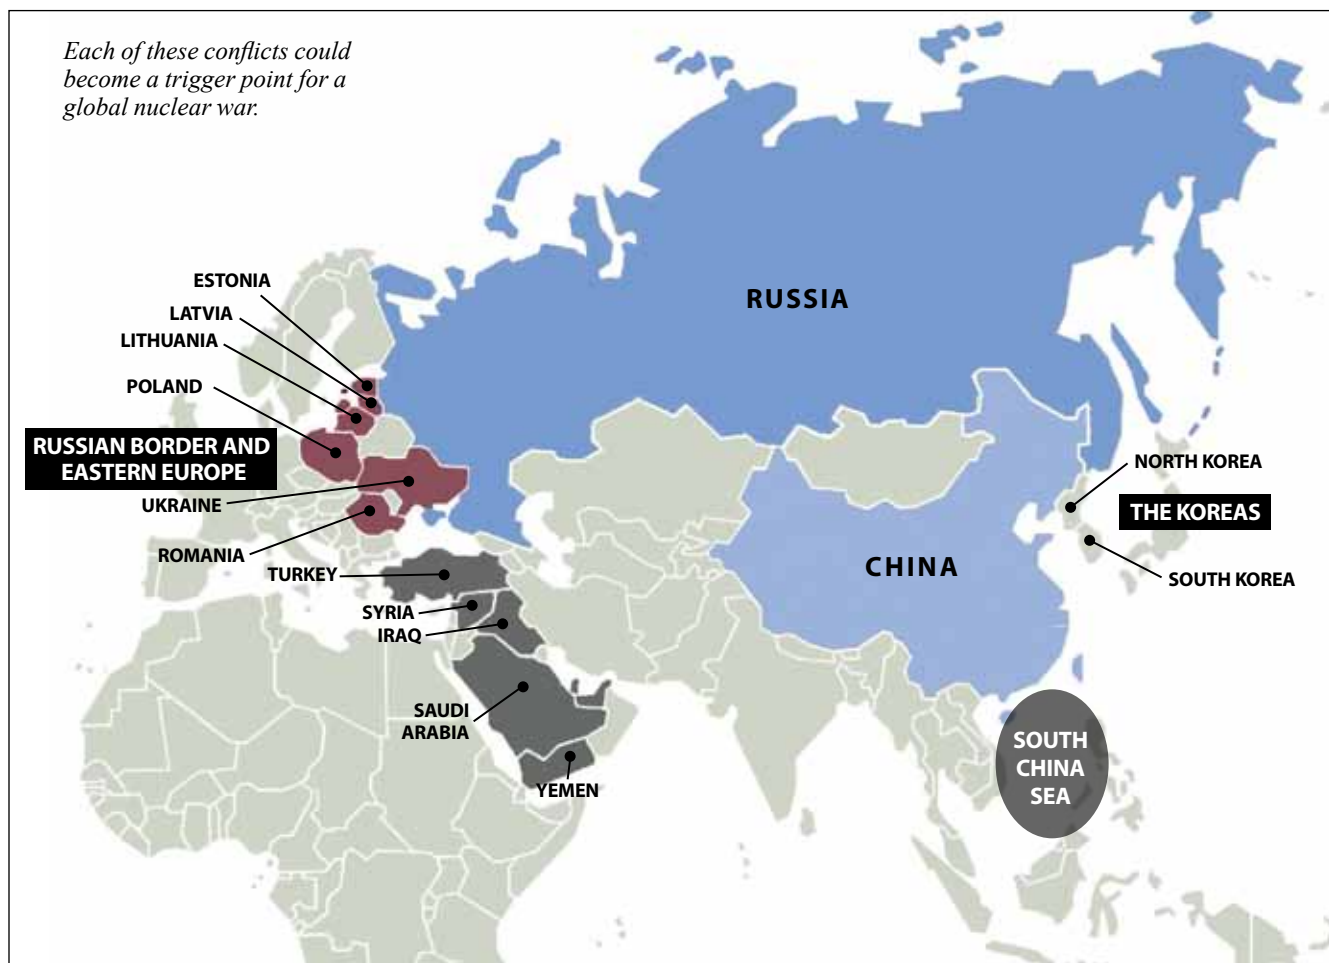 Each of these conflicts could
become a trigger point for a
global nuclear war.
ESTONIA
LATVIA
LITHUANIA
POLAND
RUSSIAN BORDER AND
EASTERN EUROPE
UKRAINE
ROMANIA
TURKEY
SYRIA
IRAQ
SAUDI
ARABIA
YEMEN
RUSSIA
CHINA
NORTH KOREA
THE KOREAS
SOUTH KOREA
SOUTH
CHINA
SEA